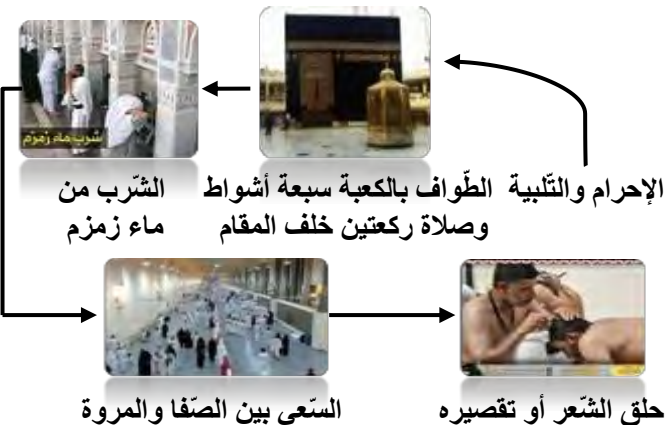 شرب ماء زمزم
الإحرام والتّلبية
الطّواف بالكعبة سبعة أشواط
وصلاة ركعتين خلف المقام
الشّرب من
ماء زمزم
السّعي بين الصّفا والمروة
حلق الشّعر أو تقصيره